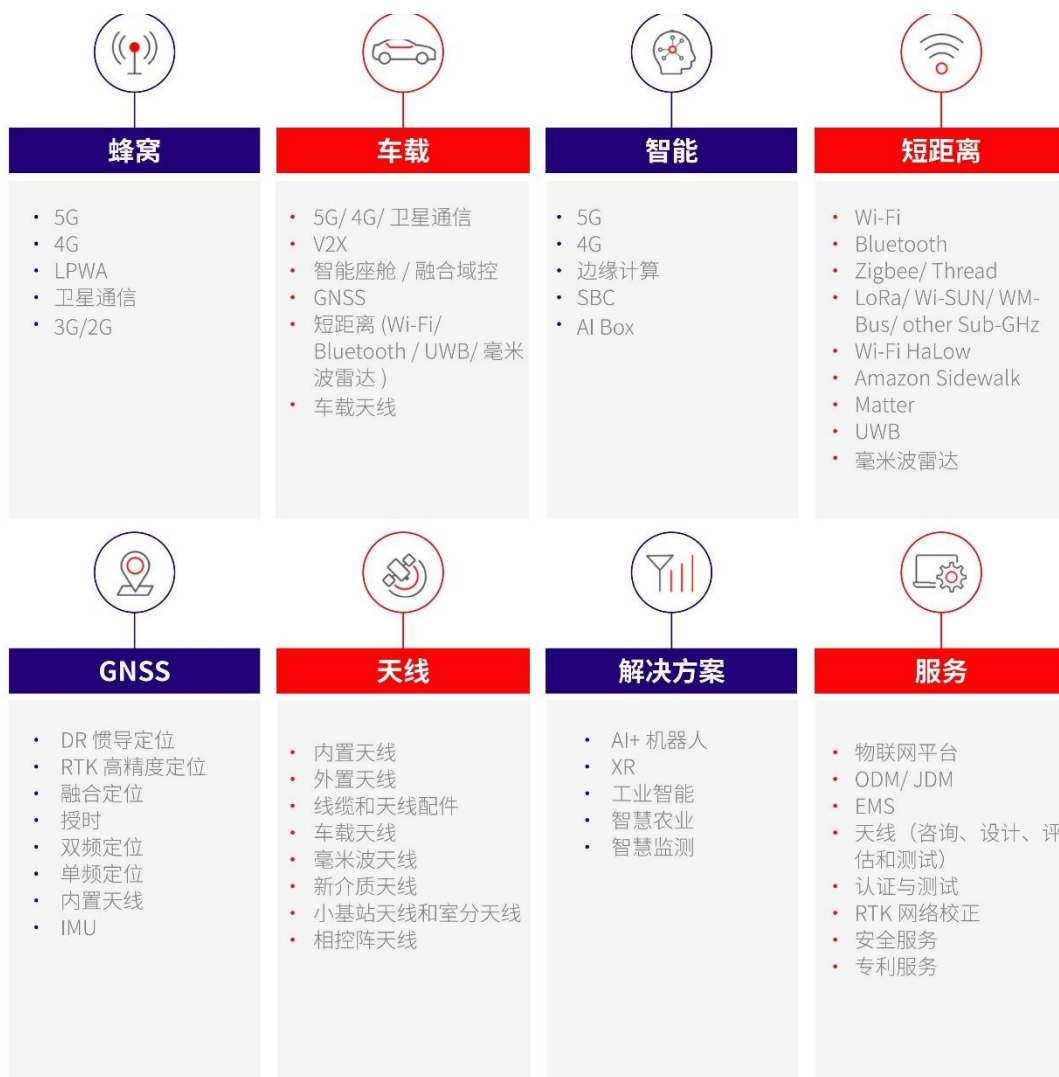 蜂窝
5G
4G
LPWA
卫星通信
3G/2G
车载
5G/ 4G/ 卫星通信
V2X
智能座舱 / 融合域控
GNSS
短距离 (Wi-Fi/
Bluetooth / UWB/ 毫米
波雷达 )
车载天线
智能
5G
4G
边缘计算
SBC
AI Box
短距离
Wi-Fi
Bluetooth
Zigbee/ Thread
LoRa/ Wi-SUN/ WM-
Bus/ other Sub-GHz
Wi-Fi HaLow
Amazon Sidewalk
Matter
UWB
毫米波雷达
GNSS
DR 惯导定位
RTK 高精度定位
融合定位
授时
双频定位
单频定位
内置天线
IMU
天线
内置天线
外置天线
线缆和天线配件
车载天线
毫米波天线
新介质天线
小基站天线和室分天线
相控阵天线
解决方案
AI+ 机器人
XR
工业智能
智慧农业
智慧监测
服务
物联网平台
ODM/ JDM
EMS
天线（咨询、设计、评
估和测试）
认证与测试
RTK 网络校正
安全服务
专利服务